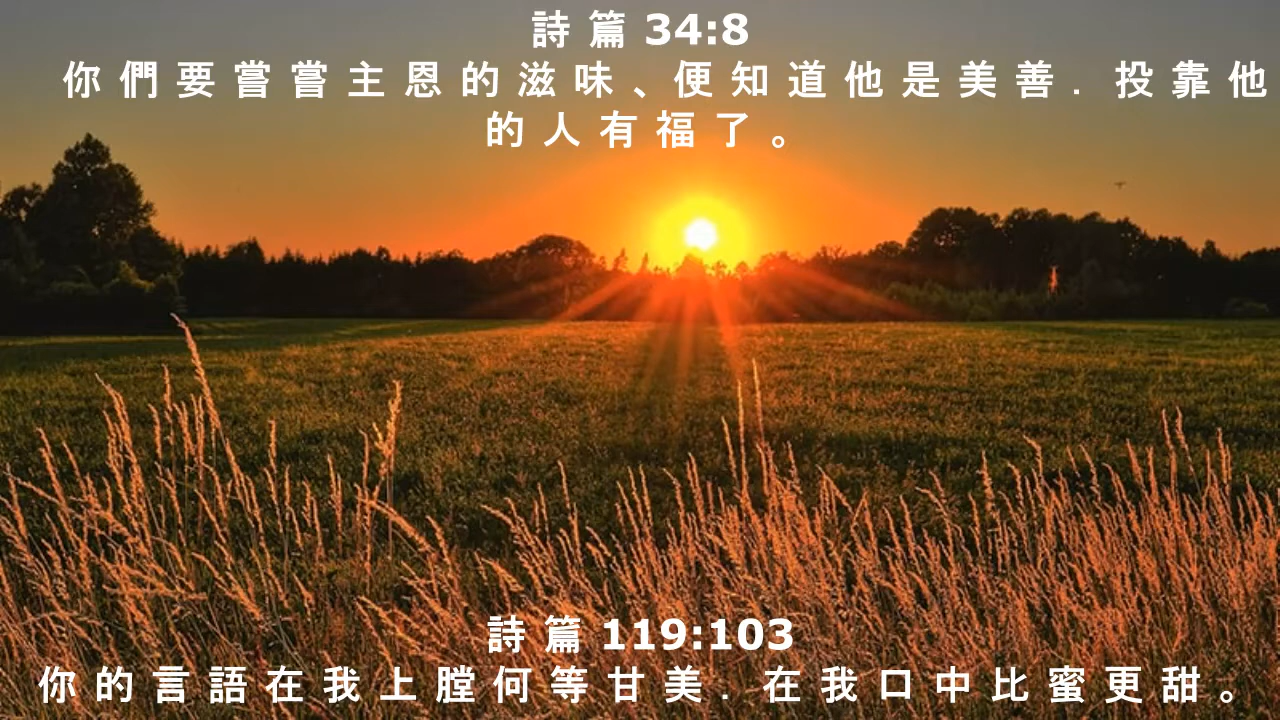 詩 篇 34:8
你 們 要 嘗 嘗 主 恩 的 滋 味 、 便 知 道 他 是 美 善 . 投 靠 他
的 人 有 福 了 。
詩 篇 119:103
你 的 言 語 在 我 上 膛 何 等 甘 美 . 在 我 口 中 比 蜜 更 甜 。